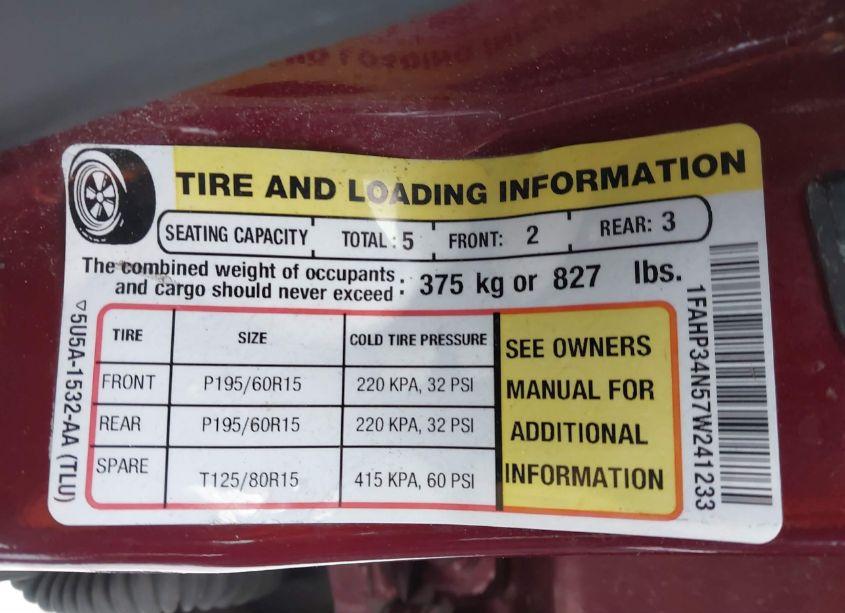 TIRE AND LOADING INFORMATION
SEATING CAPACITY TOTAL: 5 FRONT: 2 REAR: 3
The combined weight of occupants
and cargo should never exceed : 375 kg or 827 lbs.
TIRE SIZE COLD TIRE PRESSURE
FRONT P195/60R15 220 KPA, 32 PSI
REAR P195/60R15 220 KPA, 32 PSI
SPARE T125/80R15 415 KPA, 60 PSI
SEE OWNERS
MANUAL FOR
ADDITIONAL
INFORMATION
▽5U5A-1532-AA (TLU)
1FAHP34N57W241233